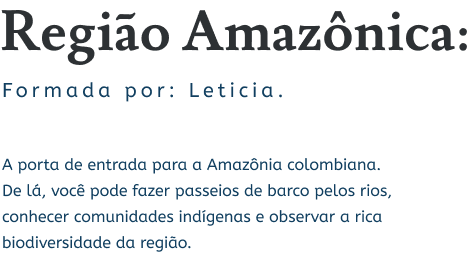 Região Amazônica:
Formada por: Leticia.
A porta de entrada para a Amazônia colombiana.
De lá, você pode fazer passeios de barco pelos rios,
conhecer comunidades indígenas e observar a rica
biodiversidade da região.